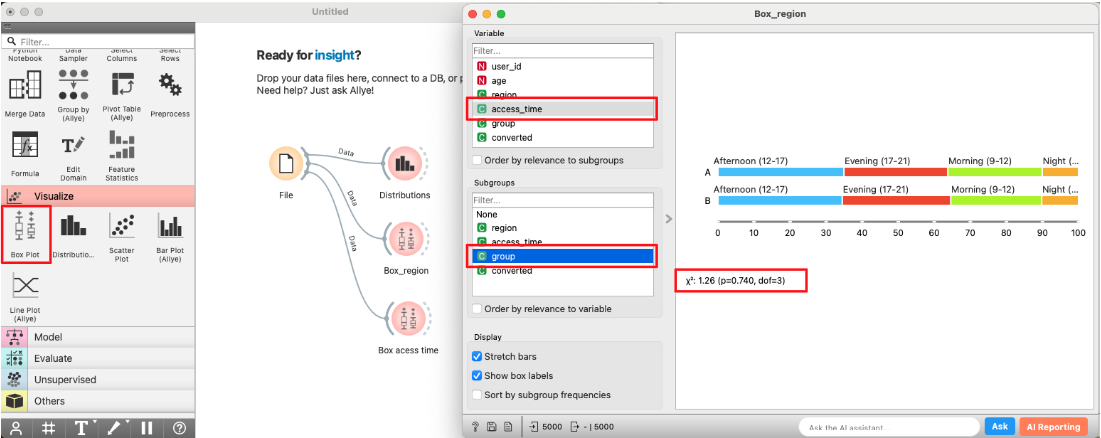 Untitled
Filter...
Python
Notebook
Data
Sampler
Select
Columns
Select
Rows
Merge Data
Group by
(Allye)
Pivot Table
(Allye)
Preprocess
Formula
Edit
Domain
Feature
Statistics
Visualize
Box Plot
Distributio...
Scatter
Plot
Bar Plot
(Allye)
Line Plot
(Allye)
Model
Evaluate
Unsupervised
Others
Ready for insight?
Drop your data files here, connect to a DB, or p
Need help? Just ask Allye!
File
Data
Data
Data
Distributions
Box_region
Box acess time
Box_region
Variable
Filter...
N user_id
N age
C region
C access_time
C group
C converted
Order by relevance to subgroups
Subgroups
Filter...
None
C region
C access_time
C group
C converted
Order by relevance to variable
Display
Stretch bars
Show box labels
Sort by subgroup frequencies
5000
- | 5000
Afternoon (12-17) Evening (17-21) Morning (9-12) Night (...
A
Afternoon (12-17) Evening (17-21) Morning (9-12) Night (...
B
0 10 20 30 40 50 60 70 80 90 100
χ²: 1.26 (p=0.740, dof=3)
Ask the AI assistant...
Ask
AI Reporting